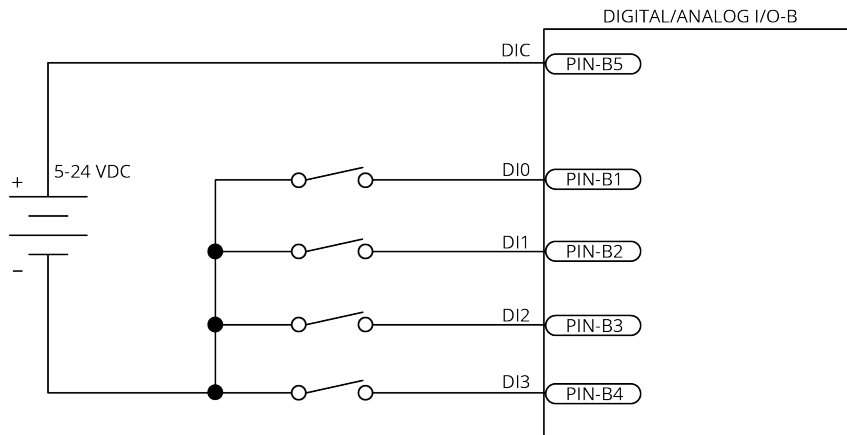 DIGITAL/ANALOG I/O-B
DIC
PIN-B5
5-24 VDC
+
DI0
PIN-B1
DI1
PIN-B2
−
DI2
PIN-B3
DI3
PIN-B4